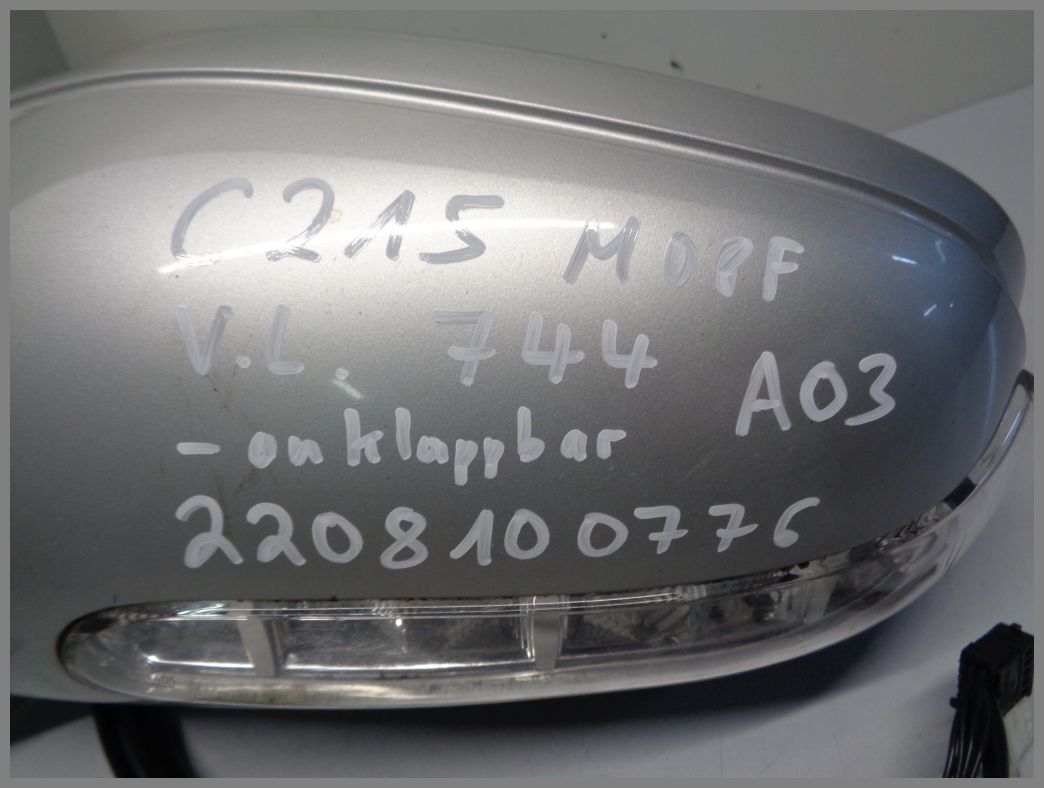 C215 MOPF
V.L. 744
A03
- anklappbar
2208100776